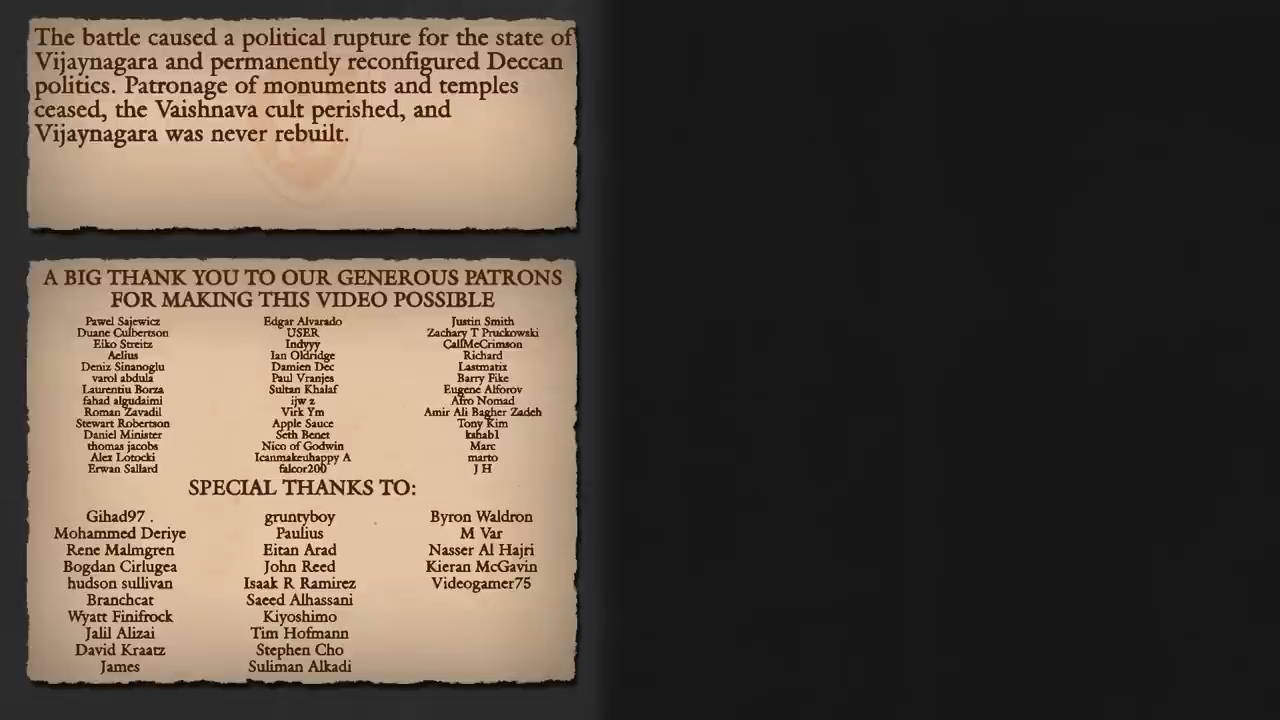 The battle caused a political rupture for the state of
Vijaynagara and permanently reconfigured Deccan
politics. Patronage of monuments and temples
ceased, the Vaishnava cult perished, and
Vijaynagara was never rebuilt.
A BIG THANK YOU TO OUR GENEROUS PATRONS
FOR MAKING THIS VIDEO POSSIBLE
Pawel Sajewicz
Duane Culbertson
Eiko Streitz
Aelius
Deniz Sinanoglu
varol abdula
Laurentiu Borza
fahad algudaimi
Roman Zavadil
Stewart Robertson
Daniel Minister
thomas jacobs
Alex Lotocki
Erwan Sallard
Edgar Alvarado
USER
Indyyy
Ian Oldridge
Damien Dec
Paul Vranjes
Sultan Khalaf
ijw z
Virk Ym
Apple Sauce
Seth Benet
Nico of Godwin
Icanmakeuhappy A
falcor200
Justin Smith
Zachary T Pruckowski
CallMeCrimson
Richard
Lastmatix
Barry Fike
Eugene Alforov
Afro Nomad
Amir Ali Bagher Zadeh
Tony Kim
kshab1
Marc
marto
J H
SPECIAL THANKS TO:
Gihad97 .
Mohammed Deriye
Rene Malmgren
Bogdan Cirlugea
hudson sullivan
Branchcat
Wyatt Finifrock
Jalil Alizai
David Kraatz
James
gruntyboy
Paulius
Eitan Arad
John Reed
Isaak R Ramirez
Saeed Alhassani
Kiyoshimo
Tim Hofmann
Stephen Cho
Suliman Alkadi
Byron Waldron
M Var
Nasser Al Hajri
Kieran McGavin
Videogamer75